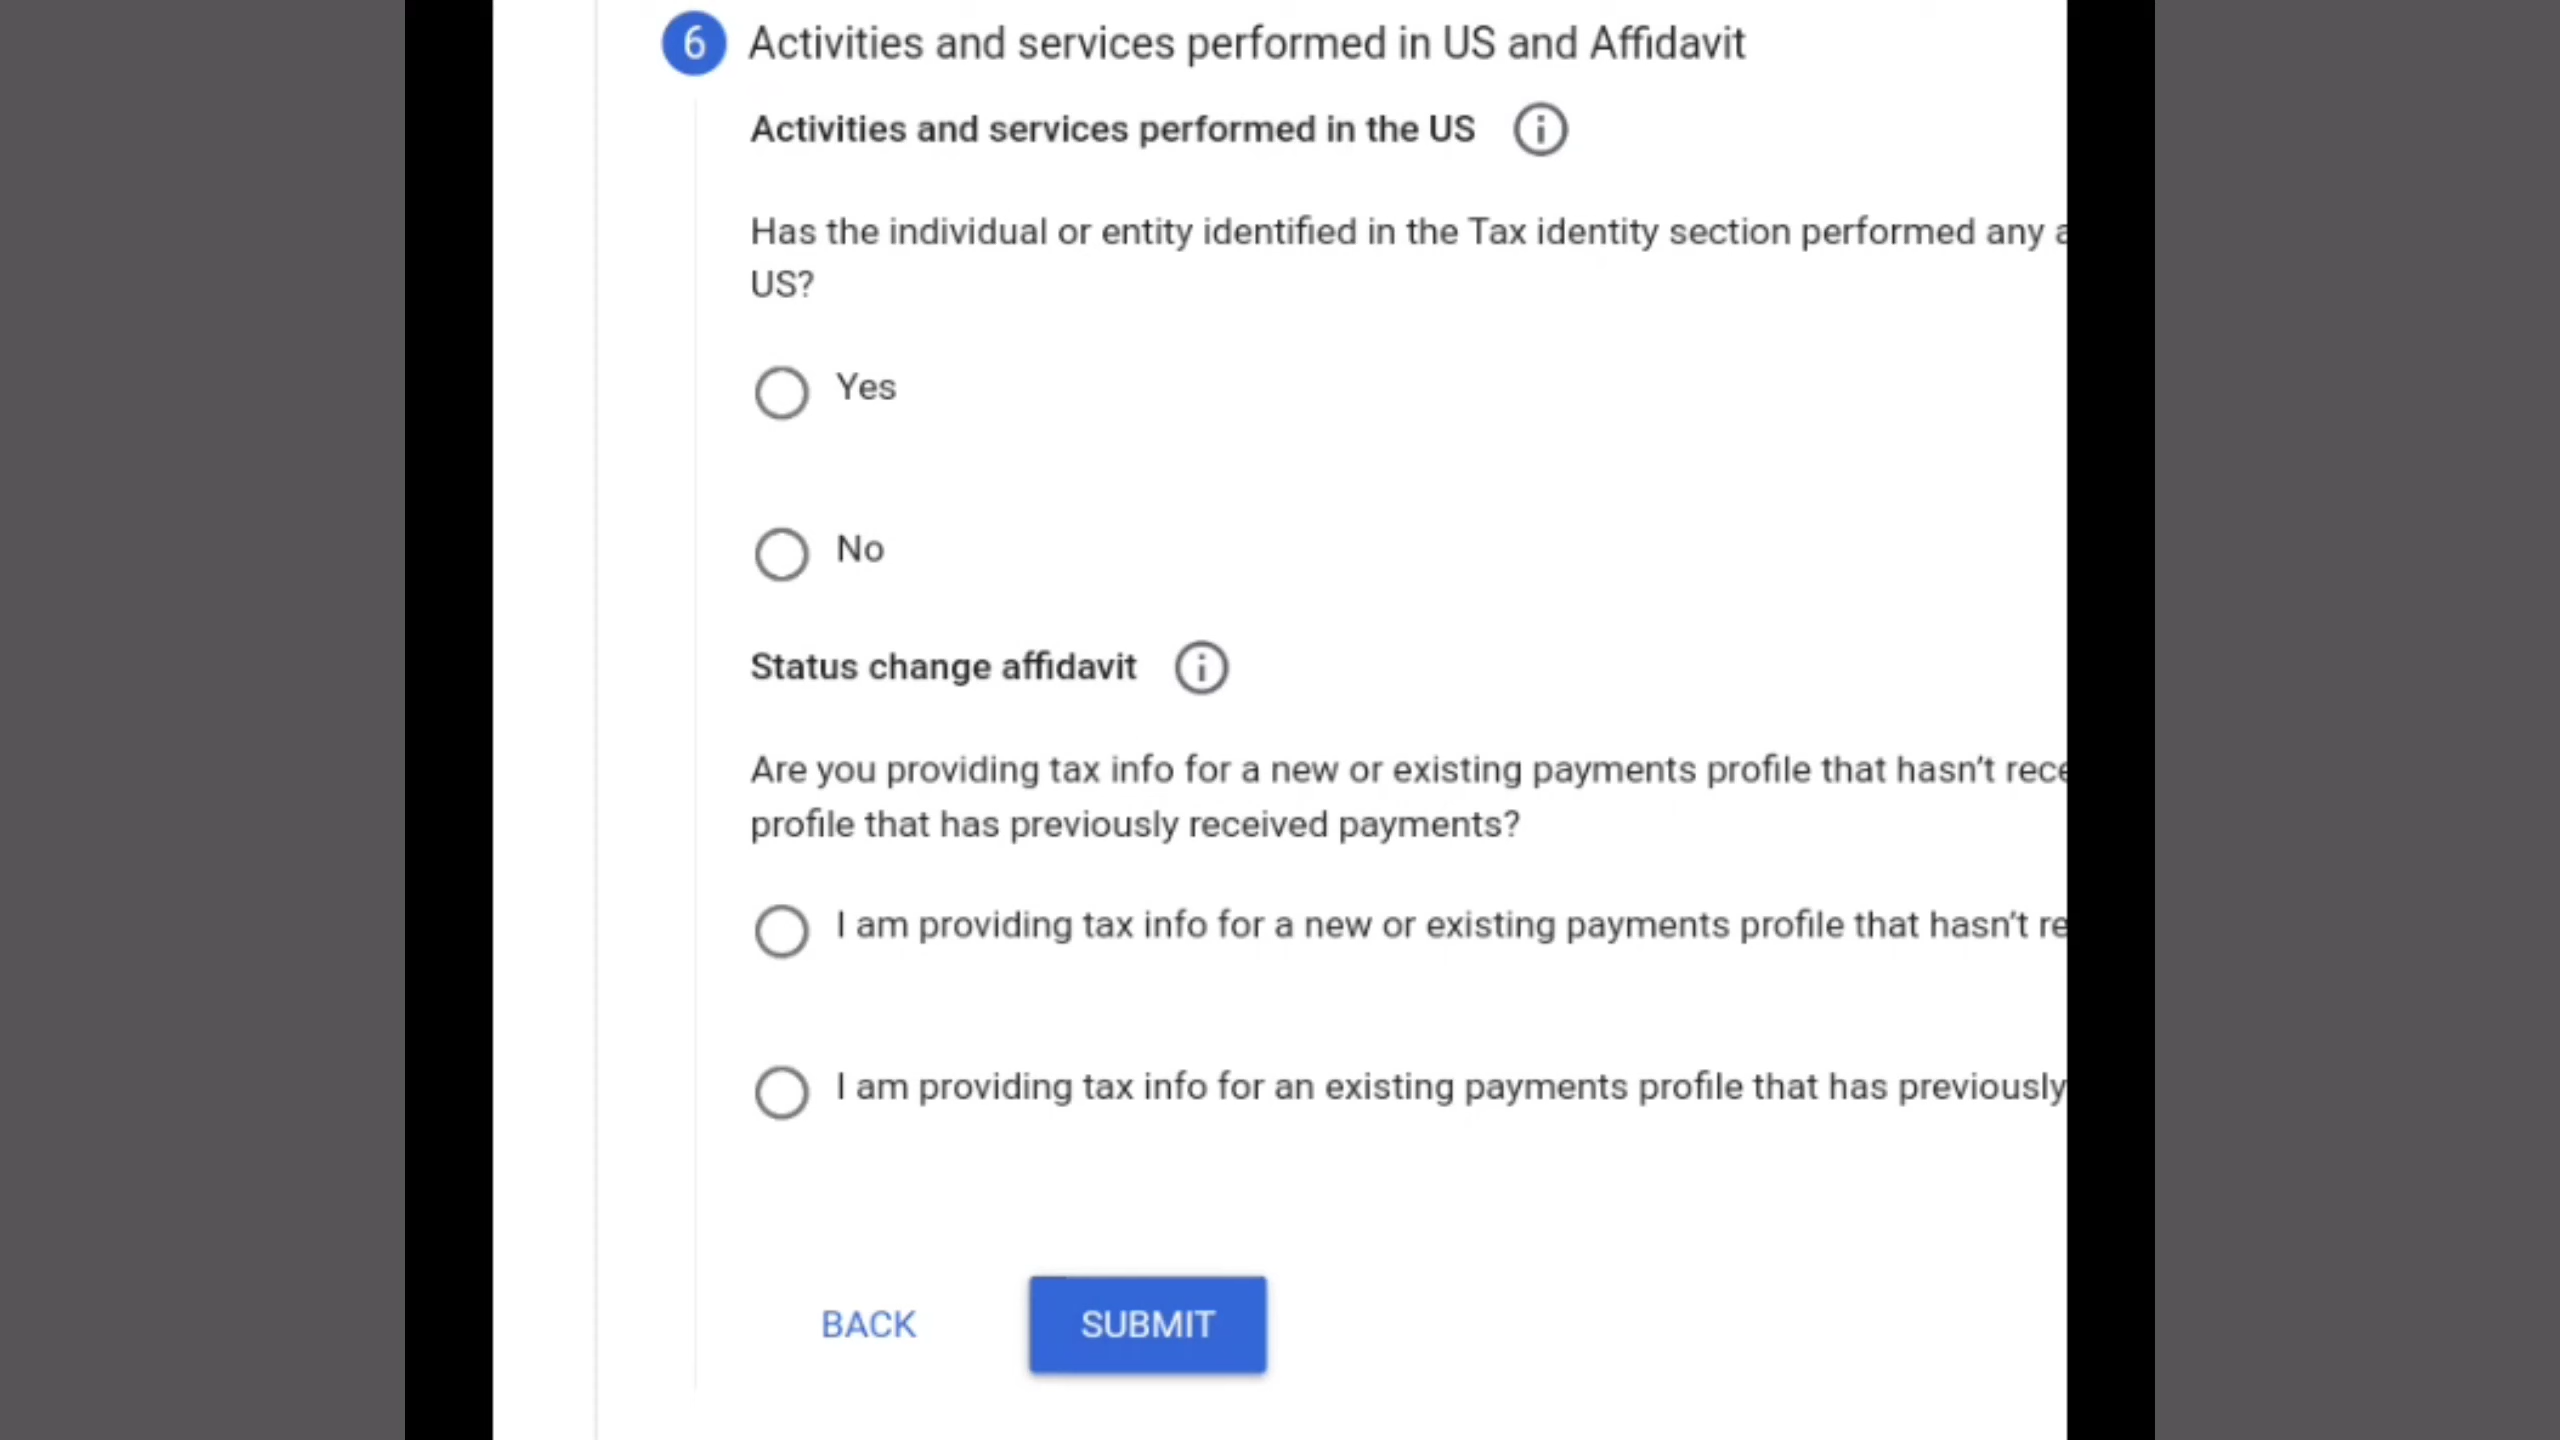 6 Activities and services performed in US and Affidavit
Activities and services performed in the US
Has the individual or entity identified in the Tax identity section performed any a
US?
Yes
No
Status change affidavit
Are you providing tax info for a new or existing payments profile that hasn’t rece
profile that has previously received payments?
I am providing tax info for a new or existing payments profile that hasn’t re
I am providing tax info for an existing payments profile that has previously
BACK SUBMIT